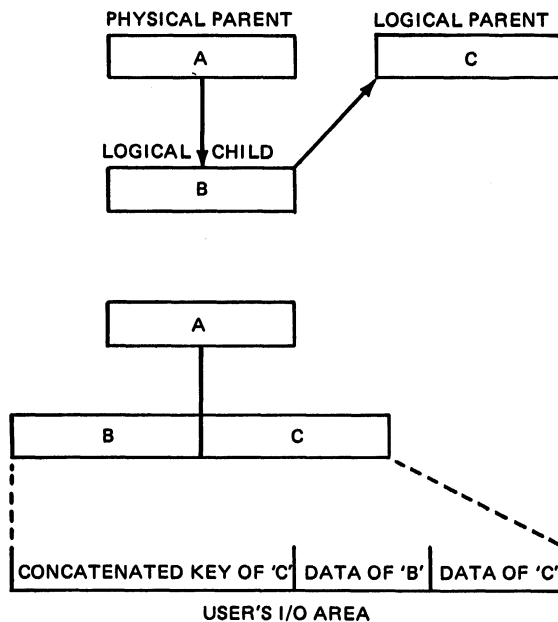 PHYSICAL PARENT LOGICAL PARENT
A C
LOGICAL CHILD
B
A
B C
CONCATENATED KEY OF 'C' DATA OF 'B' DATA OF 'C'
USER'S I/O AREA